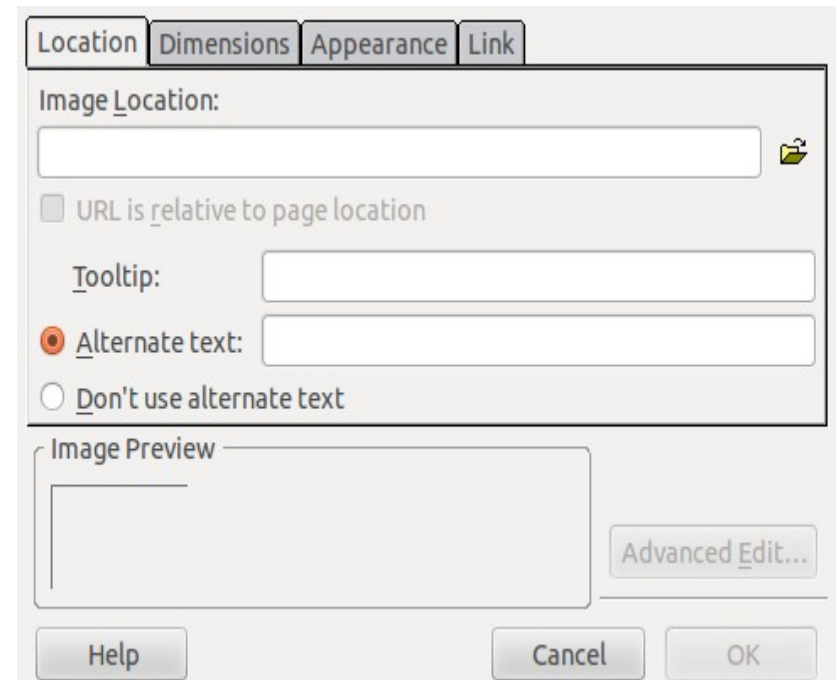 Location Dimensions Appearance Link
Image Location:
URL is relative to page location
Tooltip:
Alternate text:
Don't use alternate text
Image Preview
Advanced Edit...
Help Cancel OK